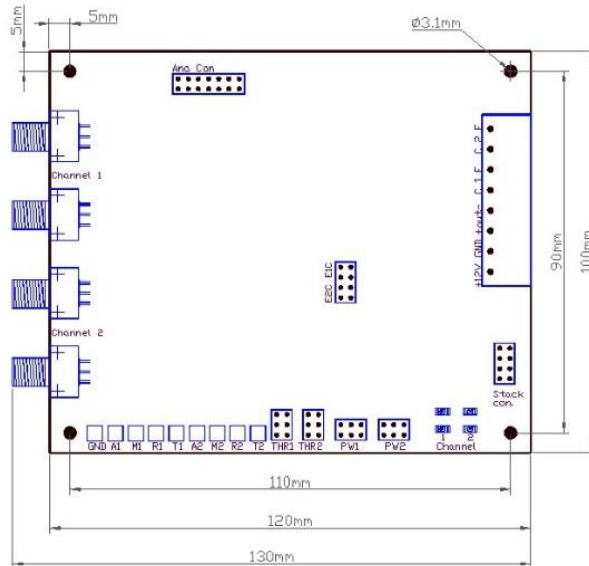 5mm
5mm
Ø3.1mm
Ana Con
Channel 1
C.2 E
C.1 E
+out-
+12V GND
90mm
100mm
E2C E1C
Channel 2
Stack
con.
1 2
GND A1 M1 R1 T1 A2 M2 R2 T2 THR1 THR2 PW1 PW2 Channel
110mm
120mm
130mm